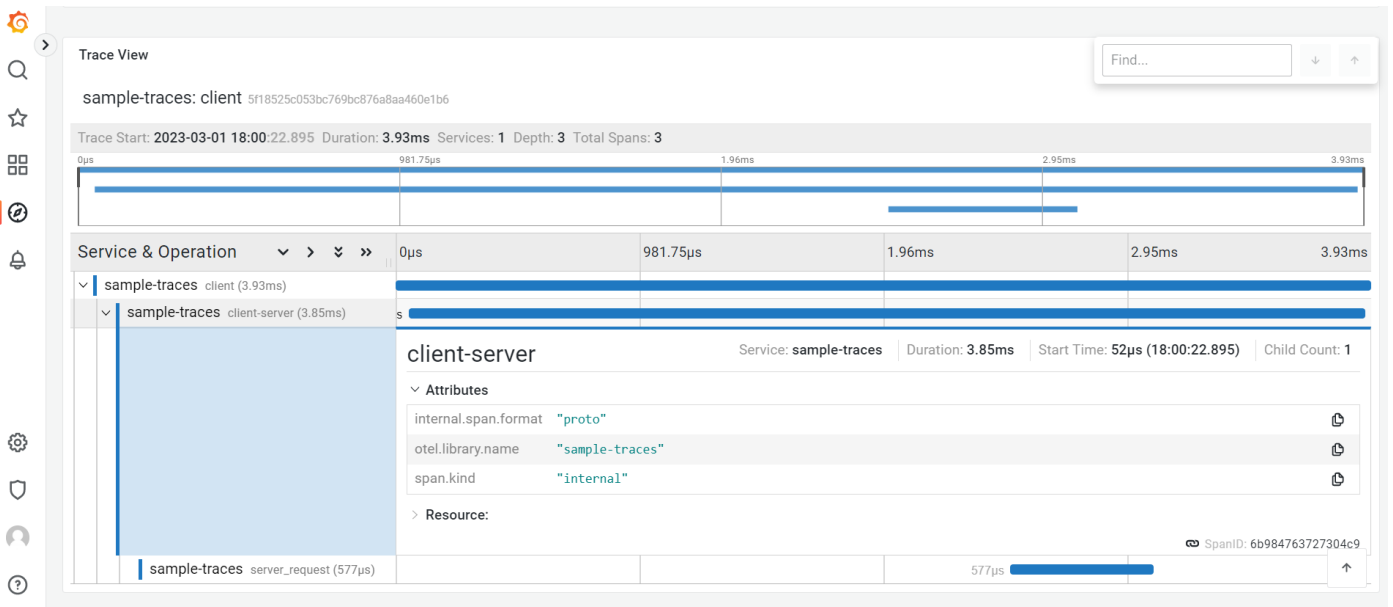 Trace View
Find...
sample-traces: client 5f18525c053bc769bc876a8aa460e1b6
Trace Start: 2023-03-01 18:00:22.895 Duration: 3.93ms Services: 1 Depth: 3 Total Spans: 3
0μs 981.75μs 1.96ms 2.95ms 3.93ms
Service & Operation 0μs 981.75μs 1.96ms 2.95ms 3.93ms
sample-traces client (3.93ms)
sample-traces client-server (3.85ms) s
client-server Service: sample-traces Duration: 3.85ms Start Time: 52μs (18:00:22.895) Child Count: 1
Attributes
internal.span.format "proto"
otel.library.name "sample-traces"
span.kind "internal"
Resource:
SpanID: 6b984763727304c9
sample-traces server_request (577μs) 577μs